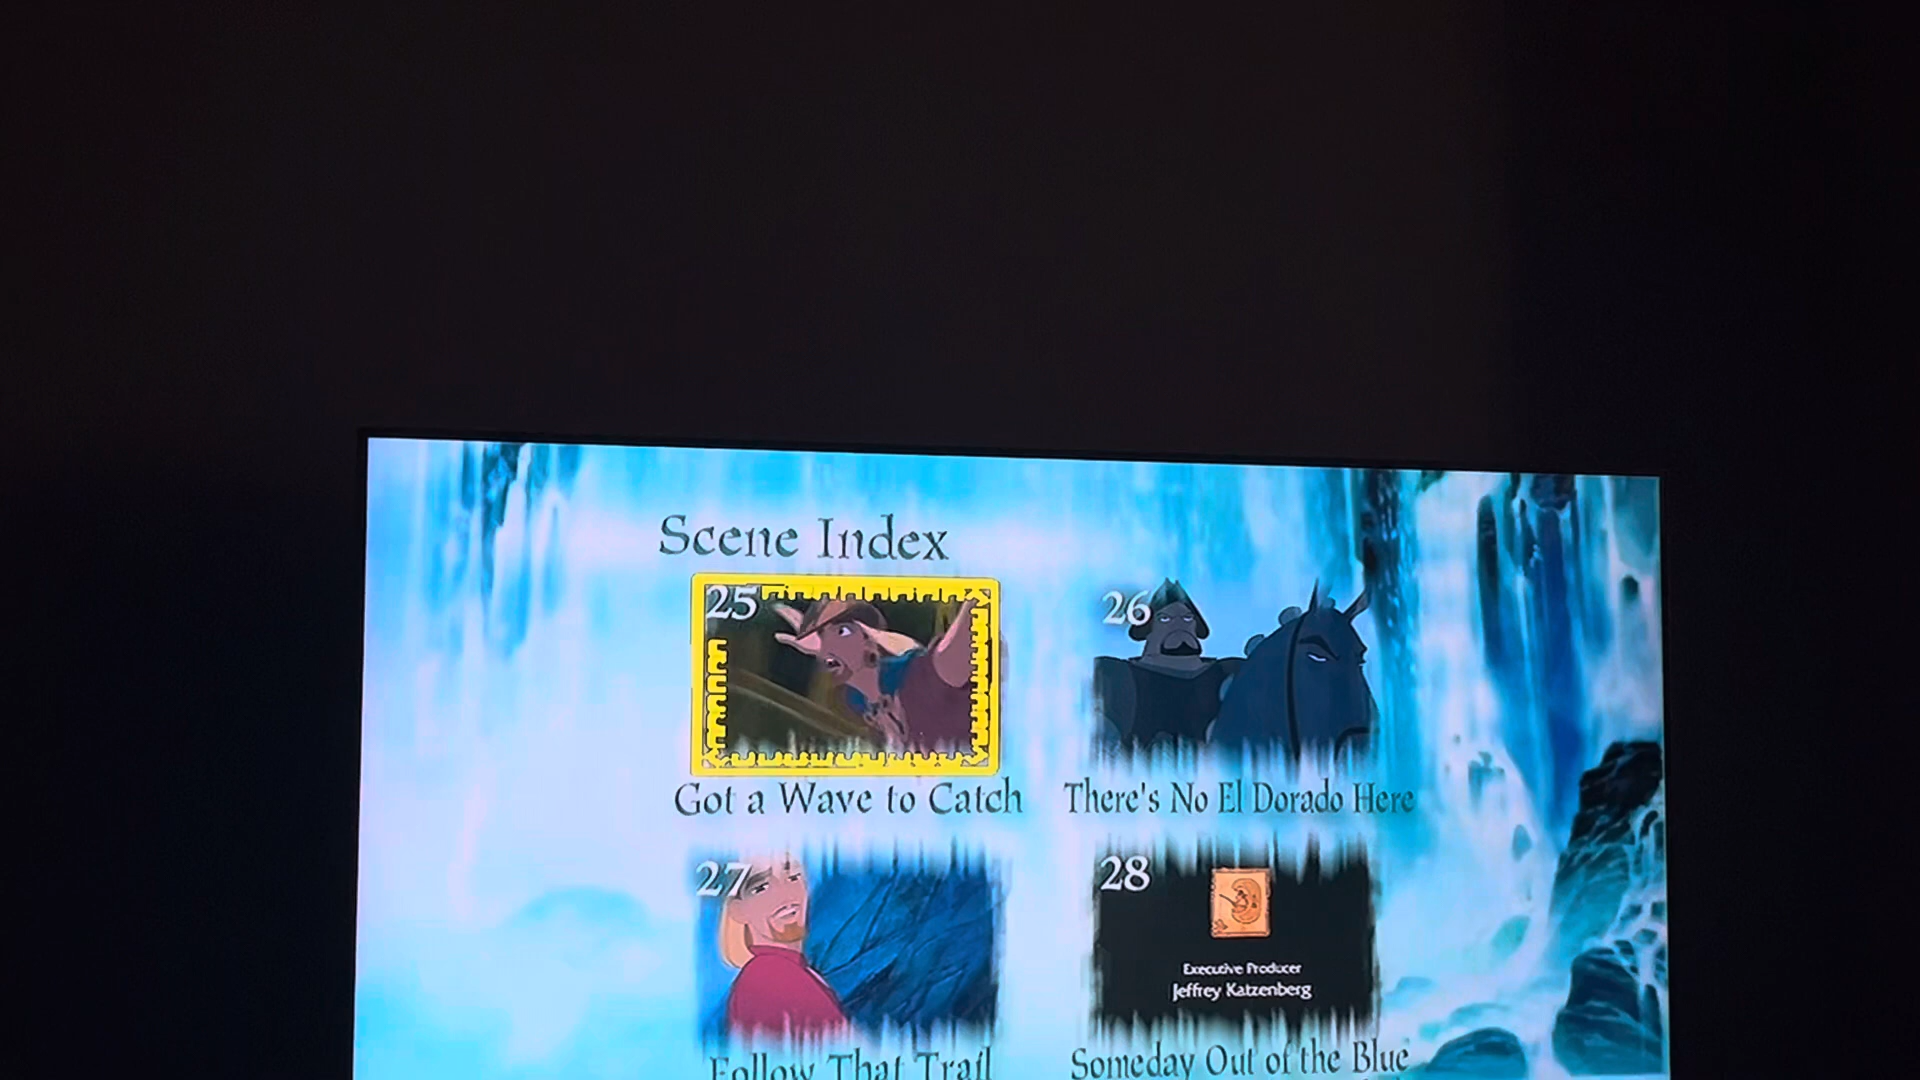 Scene Index
25
26
Got a Wave to Catch
There's No El Dorado Here
27
28
Executive Producer
Jeffrey Katzenberg
Follow That Trail
Someday Out of the Blue